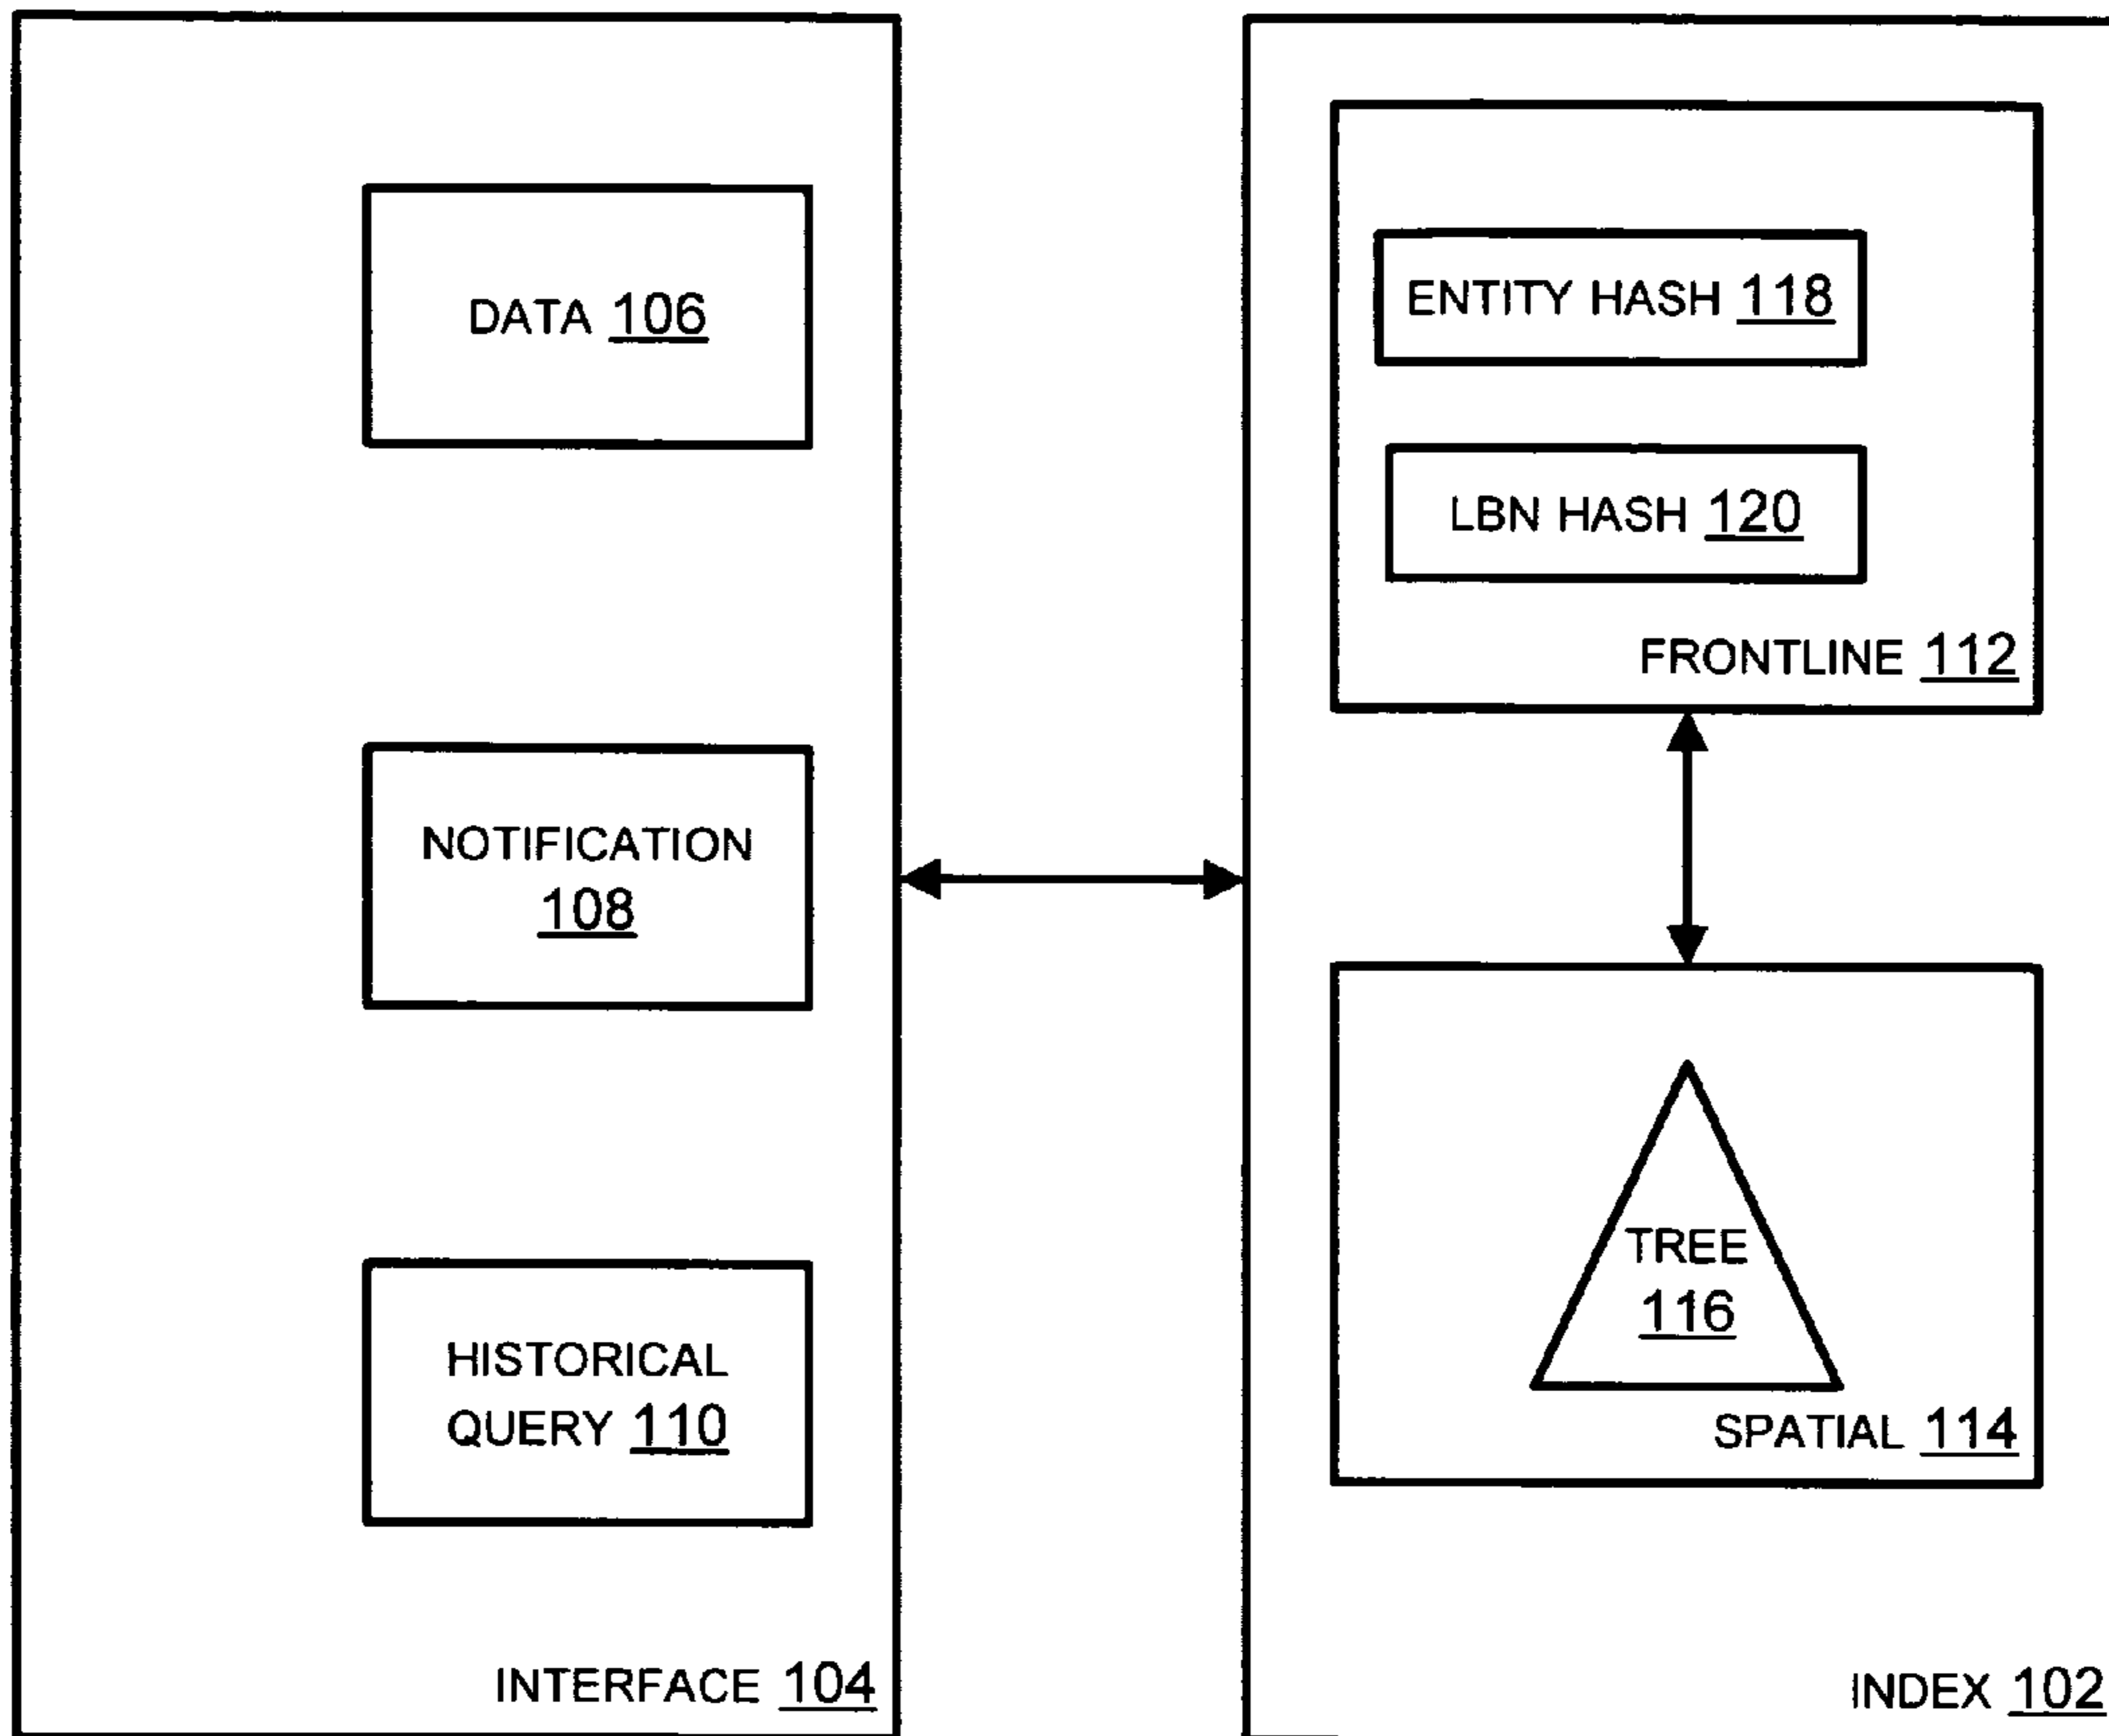 DATA 106
NOTIFICATION
108
HISTORICAL
QUERY 110
INTERFACE 104
ENTITY HASH 118
LBN HASH 120
FRONTLINE 112
TREE
116
SPATIAL 114
INDEX 102